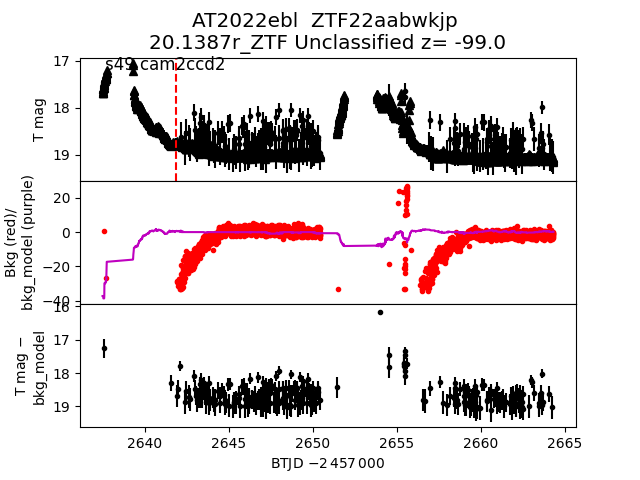 AT2022ebl  ZTF22aabwkjp
20.1387r_ZTF Unclassified z= -99.0
s49 cam2ccd2
17
18
19
T mag
20
0
−20
−40
Bkg (red)/
bkg_model (purple)
16
17
18
19
T mag −
bkg_model
2640
2645
2650
2655
2660
2665
BTJD −2 457 000